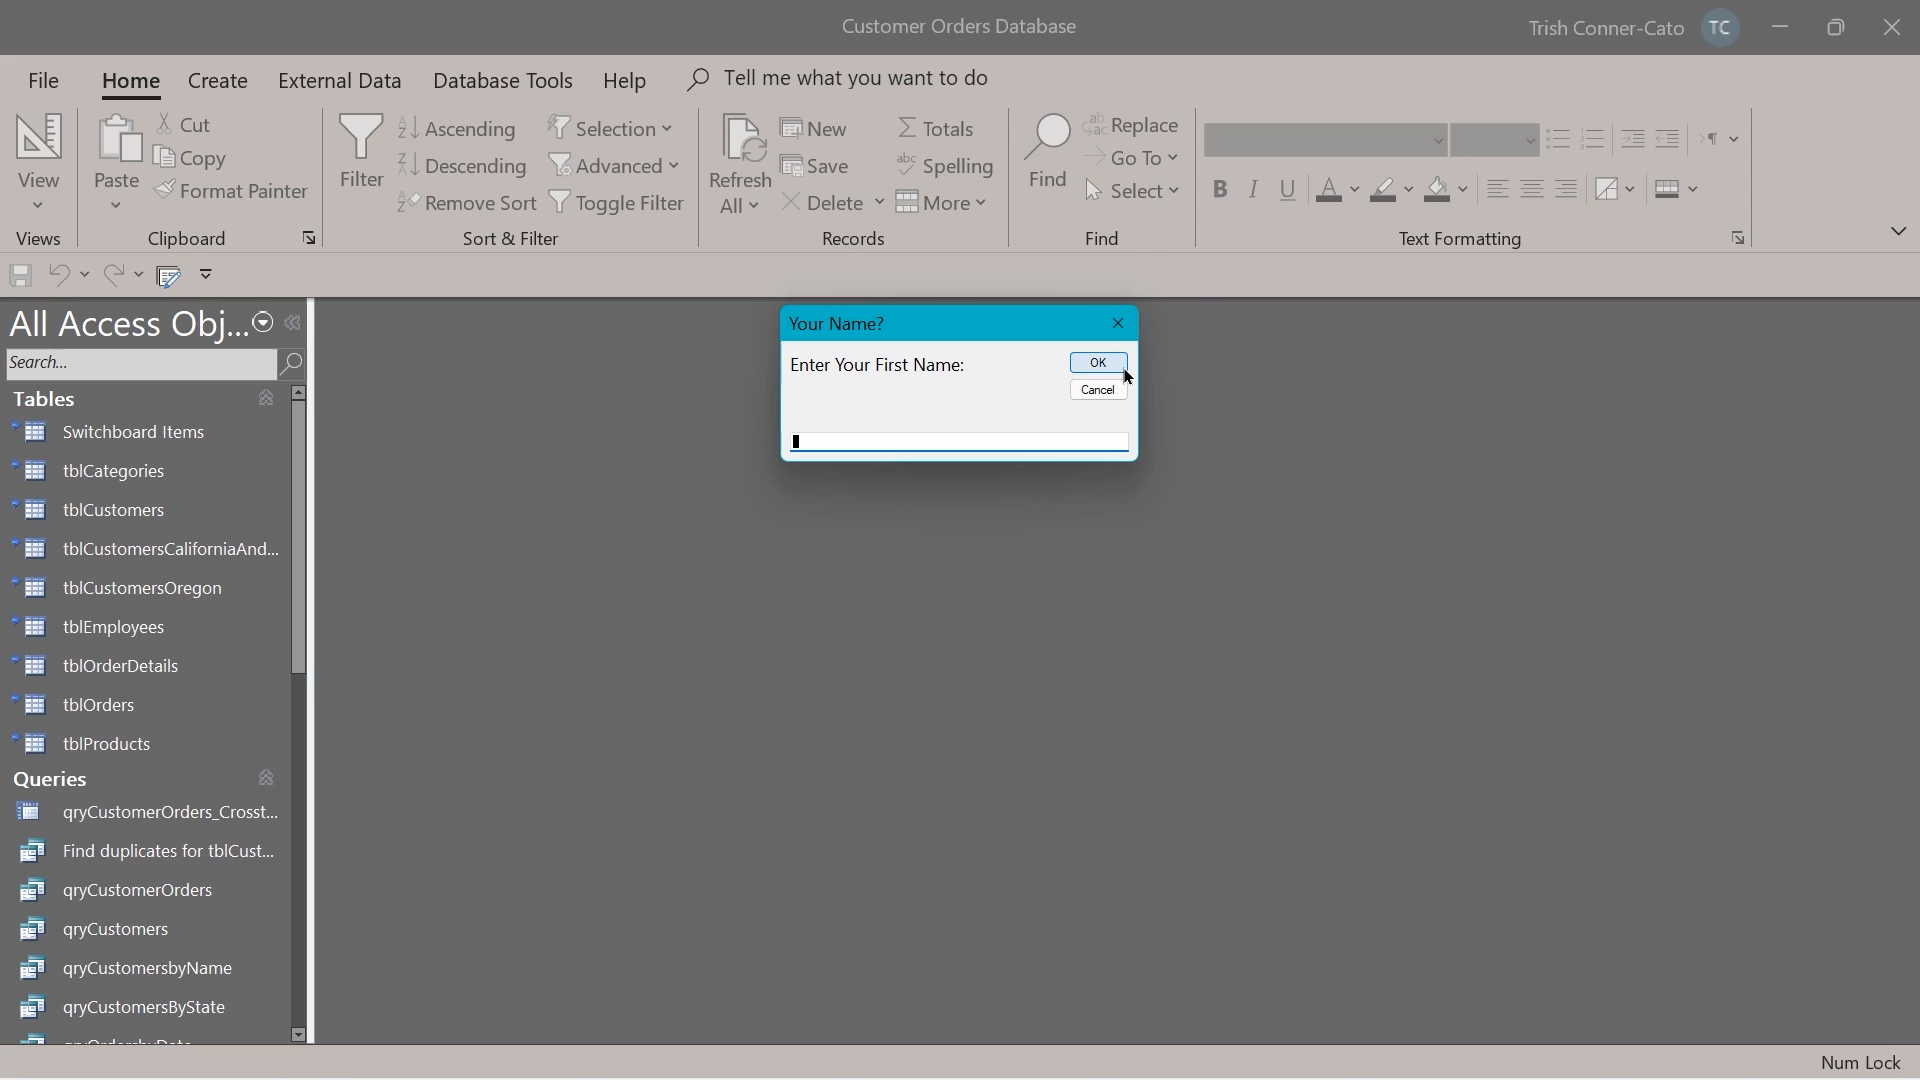 Customer Orders Database
Trish Conner-Cato TC
File Home Create External Data Database Tools Help Tell me what you want to do
View
Views
Paste
Cut
Copy
Format Painter
Clipboard
Filter
Ascending
Descending
Remove Sort
Selection
Advanced
Toggle Filter
Sort & Filter
Refresh
All
New
Save
Delete
Totals
Spelling
More
Records
Find
Replace
Go To
Select
Find
B I U A
Text Formatting
All Access Obj...
Search...
Tables
Switchboard Items
tblCategories
tblCustomers
tblCustomersCaliforniaAnd...
tblCustomersOregon
tblEmployees
tblOrderDetails
tblOrders
tblProducts
Queries
qryCustomerOrders_Crosst...
Find duplicates for tblCust...
qryCustomerOrders
qryCustomers
qryCustomersbyName
qryCustomersByState
Your Name?
Enter Your First Name:
OK
Cancel
Num Lock